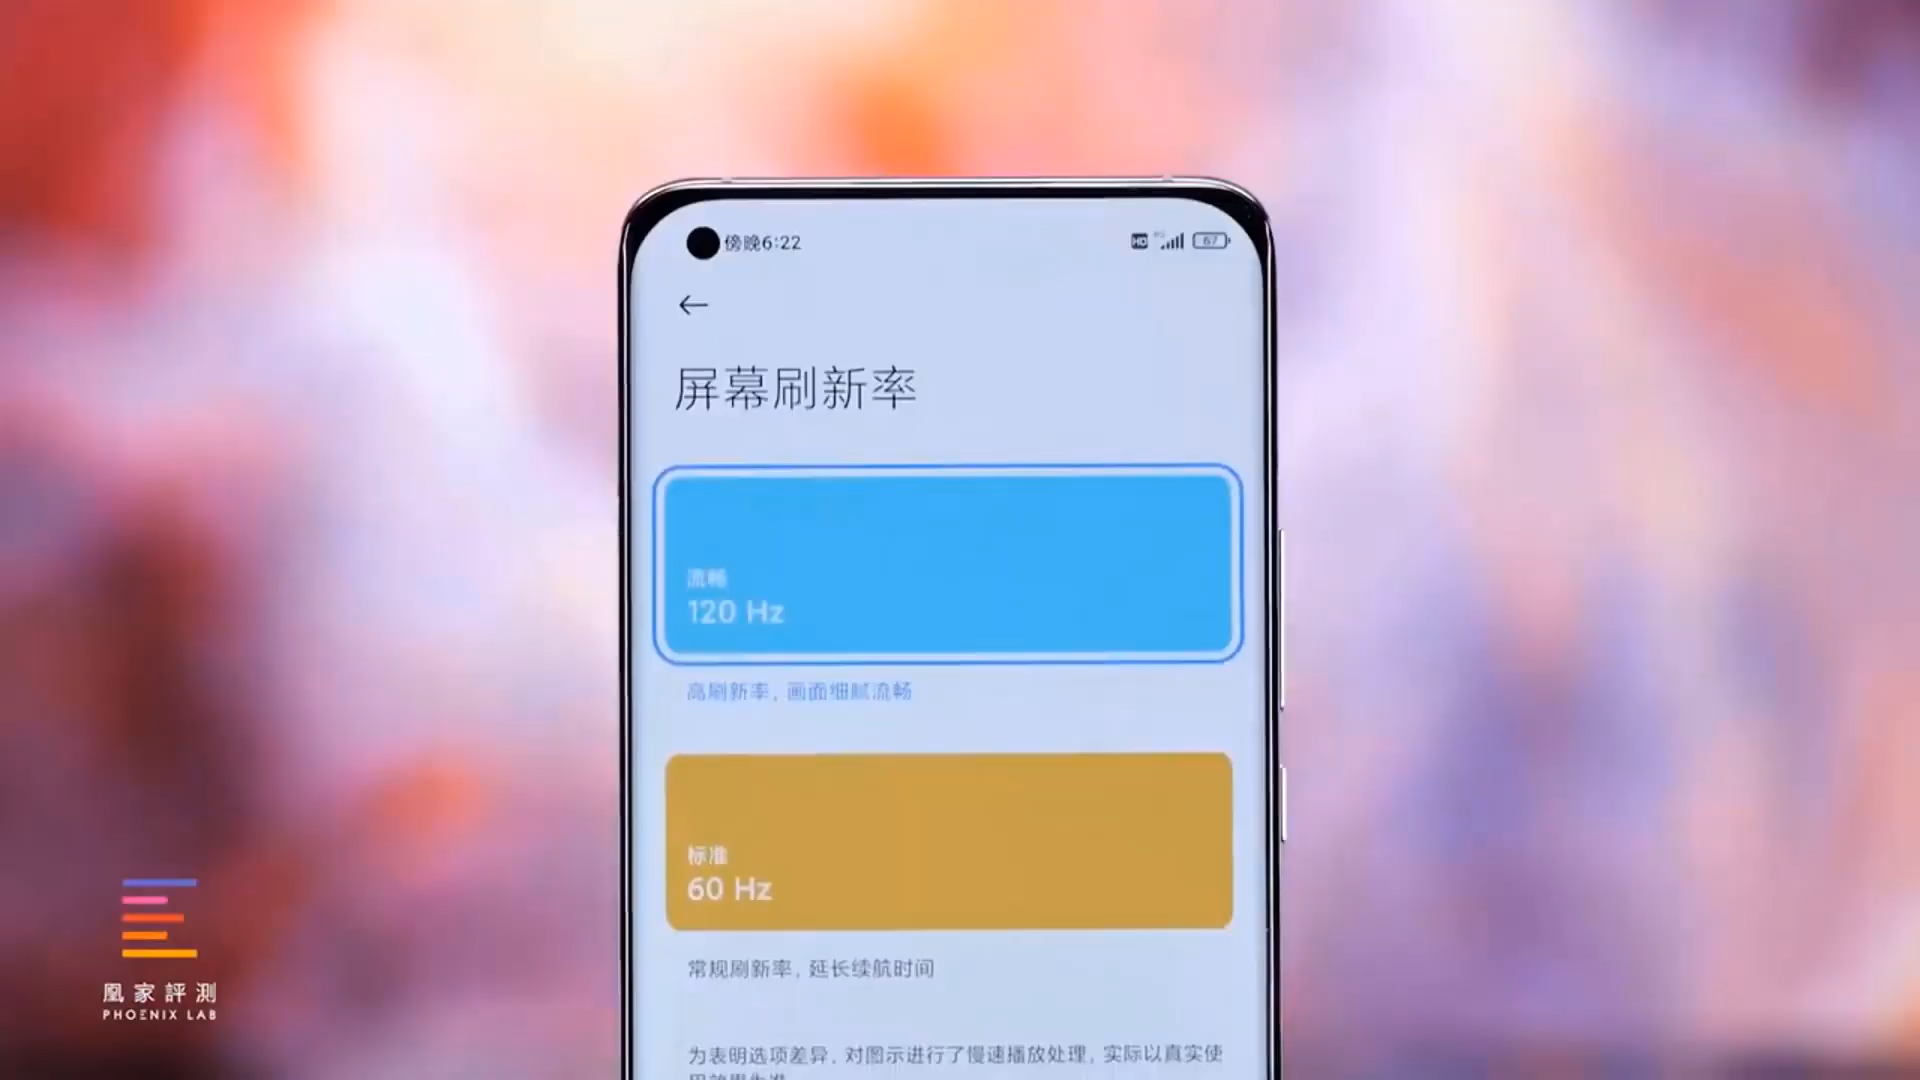 傍晚6:22
HD
67
屏幕刷新率
流畅
120 Hz
高刷新率，画面细腻流畅
标准
60 Hz
常规刷新率，延长续航时间
为表明选项差异，对图示进行了慢速播放处理，实际以真实使
凰家評測
PHOENIX LAB